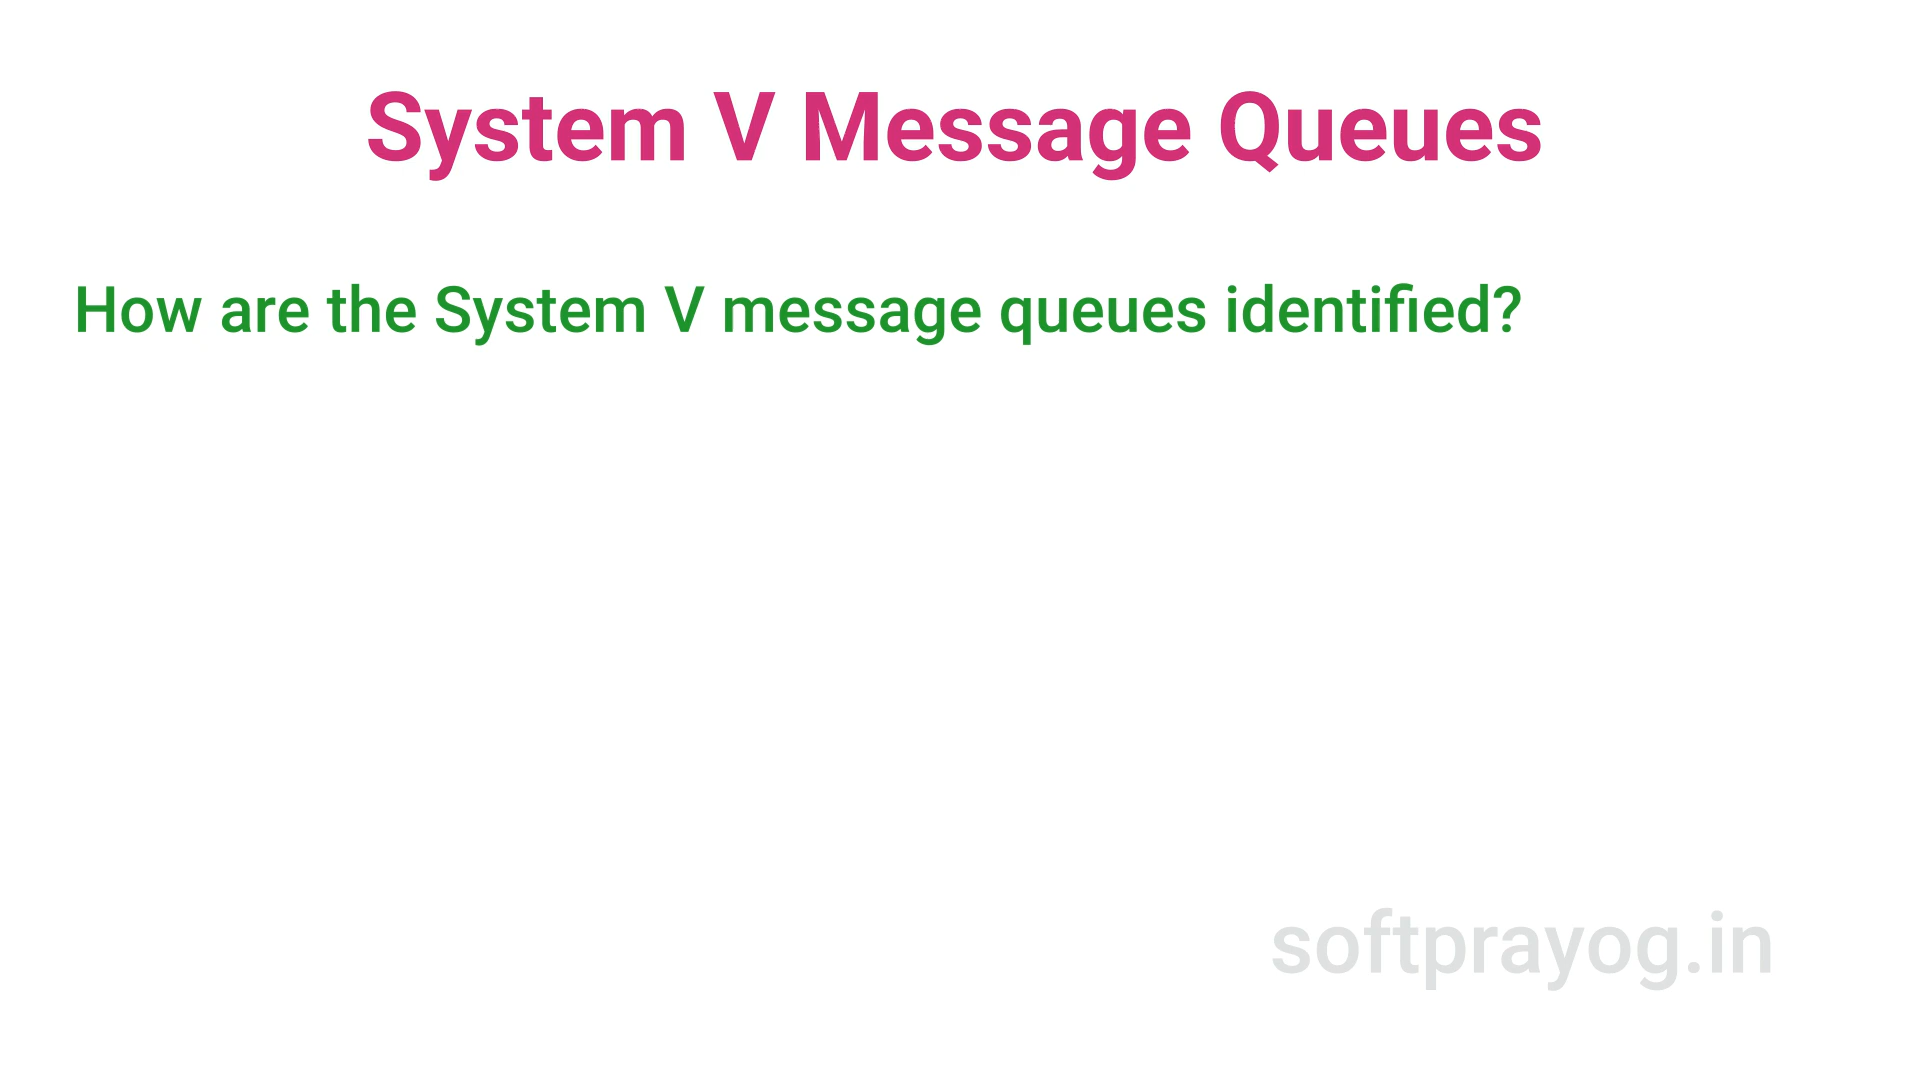 System V Message Queues
How are the System V message queues identified?
softprayog.in